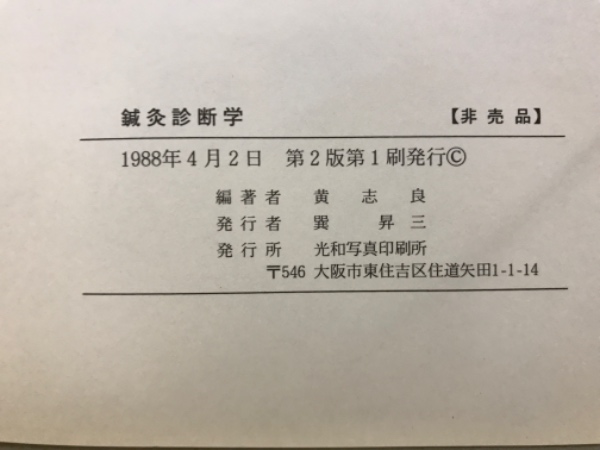 鍼灸診断学 【非売品】
1988年4月2日 第2版第1刷発行©
編著者 黄志良
発行者 巽昇三
発行所 光和写真印刷所
〒546 大阪市東住吉区住道矢田1-1-14